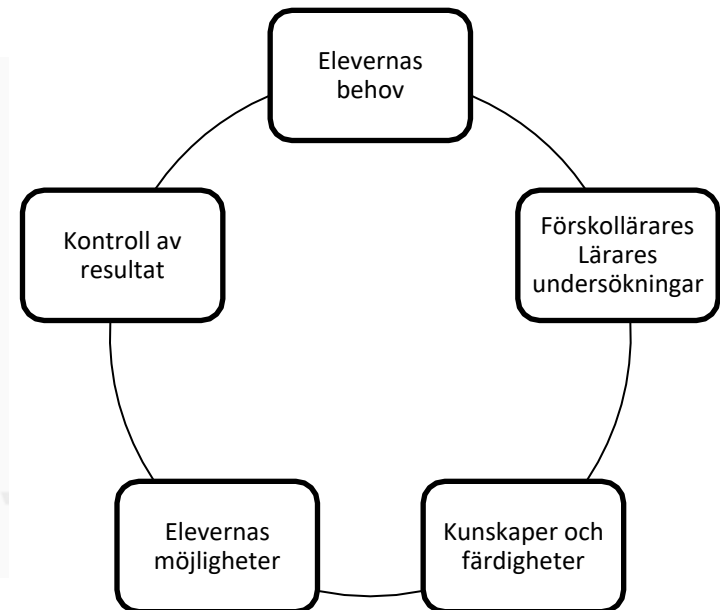 Elevernas
behov
Förskollärares
Lärares
undersökningar
Kunskaper och
färdigheter
Elevernas
möjligheter
Kontroll av
resultat